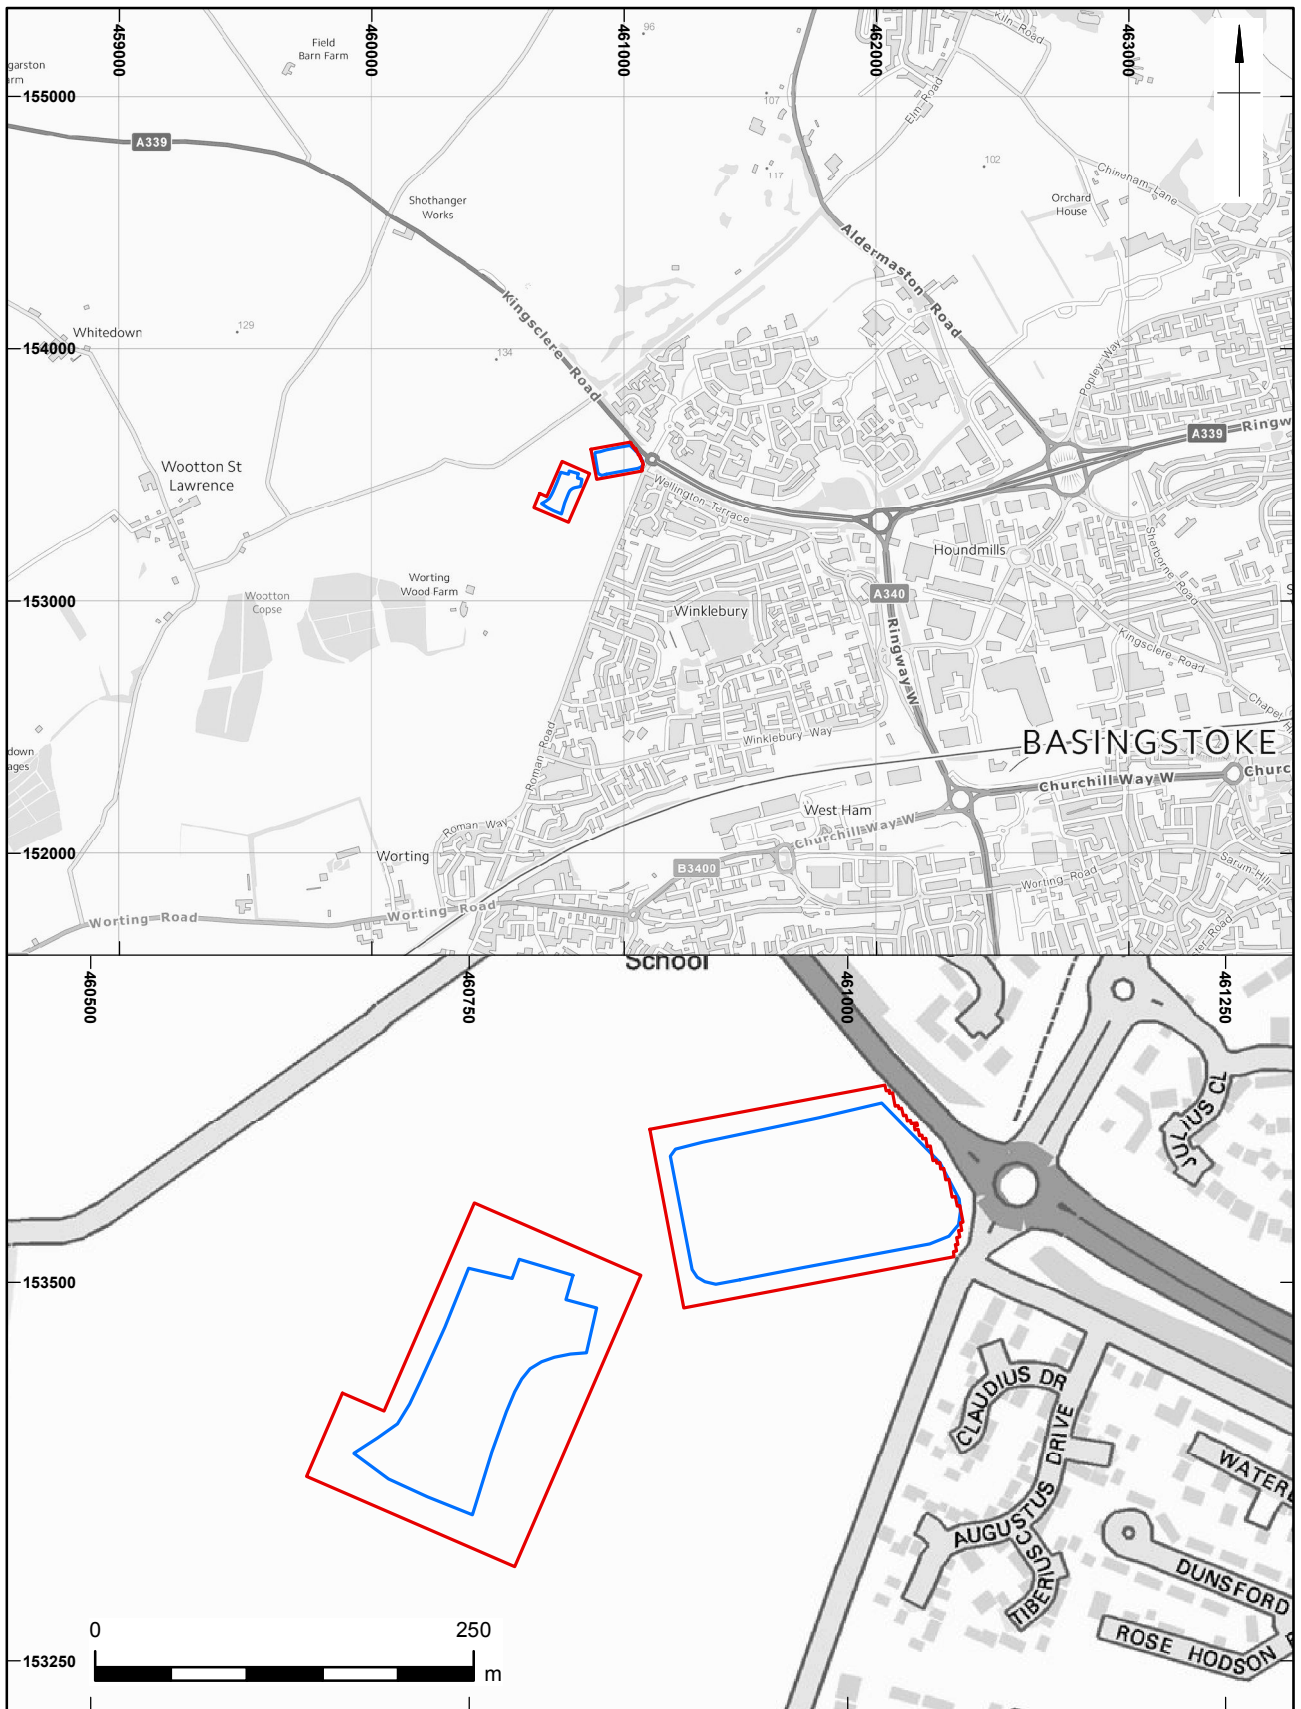 459000
460000
461000
462000
463000
96
Kiln Road
Field
Barn Farm
garston
arm
155000
107
Elm Road
A339
102
117
Chineham Lane
Orchard
House
Shothanger
Works
Aldermaston Road
Kingsclere Road
129
Whitedown
134
154000
Popley Way
A339
Ringw
Wootton St
Lawrence
Wellington Terrace
Houndmills
Sherborne Road
Worting
Wood Farm
Wootton
Copse
153000
A340
S
Winklebury
Ringway W
Kingsclere Road
Chapel H
Roman Road
Winklebury Way
BASINGSTOKE
down
ages
Churchill Way W
Churc
West Ham
Roman Way
Churchill Way W
152000
Worting
B3400
Sarum Hill
Worting Road
Worting Road
Worting Road
ter Road
School
460500
460750
461000
461250
JULIUS CL
153500
CLAUDIUS DR
AUGUSTUS DRIVE
TIBERIUS C
WATERL
DUNSFORD
ROSE HODSON
0
250
m
153250